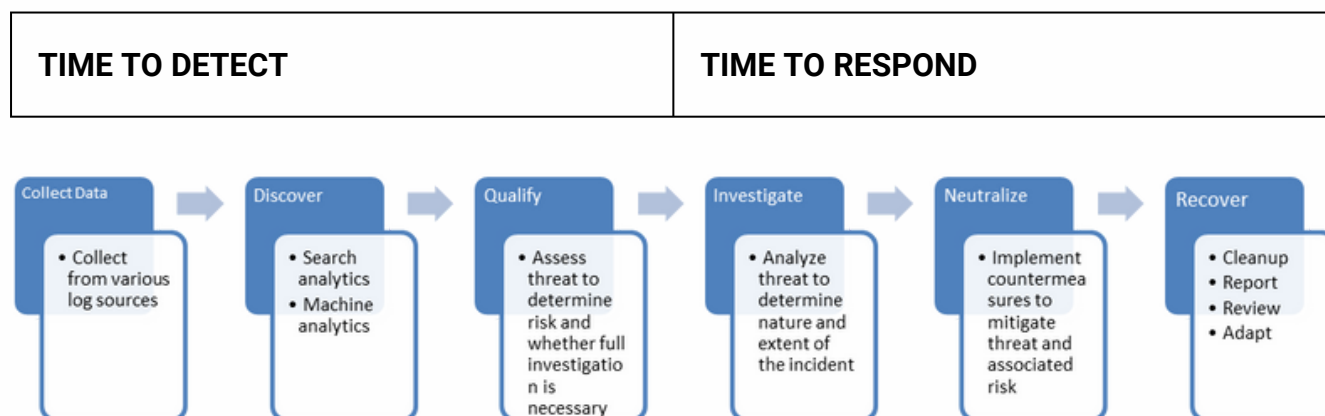 TIME TO DETECT
TIME TO RESPOND
Collect Data
• Collect
from various
log sources
Discover
• Search
analytics
• Machine
analytics
Qualify
• Assess
threat to
determine
risk and
whether full
investigatio
n is
necessary
Investigate
• Analyze
threat to
determine
nature and
extent of
the incident
Neutralize
• Implement
countermea
sures to
mitigate
threat and
associated
risk
Recover
• Cleanup
• Report
• Review
• Adapt